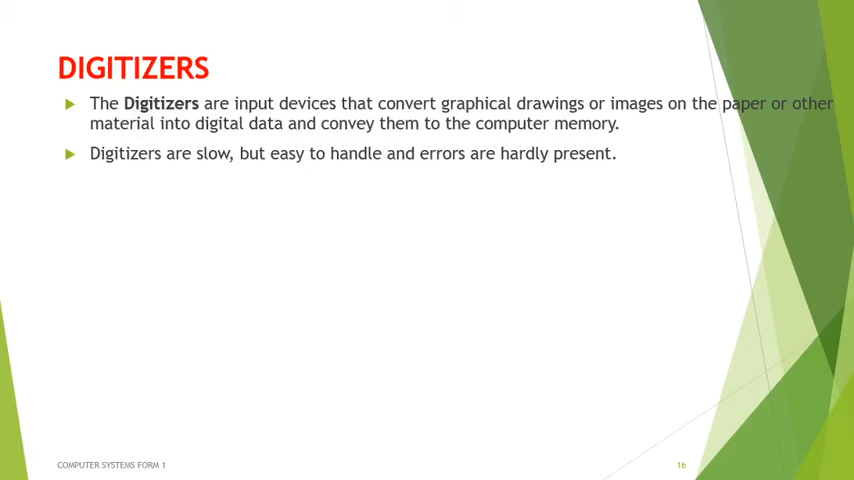 DIGITIZERS
The Digitizers are input devices that convert graphical drawings or images on the paper or other
material into digital data and convey them to the computer memory.
Digitizers are slow, but easy to handle and errors are hardly present.
COMPUTER SYSTEMS FORM 1
16